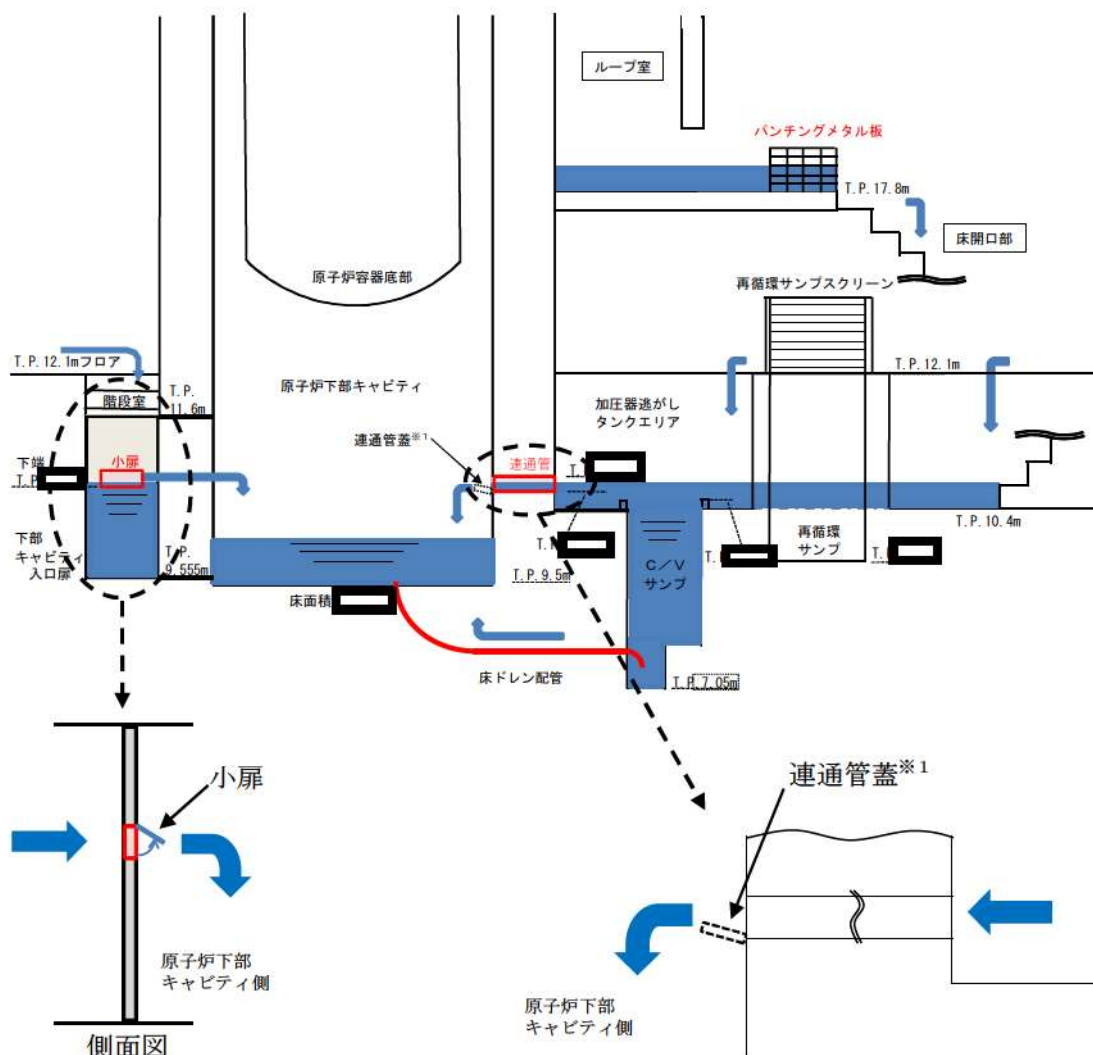 ループ室
パンチングメタル板
T.P.17.8m
床開口部
原子炉容器底部
再循環サンプスクリーン
T.P.12.1mフロア
T.P.12.1m
階段室
T.P.
11.6m
原子炉下部キャビティ
加圧器逃がし
タンクエリア
連通管蓋※1
連通管
下端
T.P
小扉
T.
T.P.10.4m
下部
キャビティ
入口扉
T.P.
9.555m
T.P.9.5m
C/V
サンプ
再循環
サンプ
床面積
床ドレン配管
T.P.7.05m
小扉
連通管蓋※1
原子炉下部
キャビティ側
原子炉下部
キャビティ側
側面図